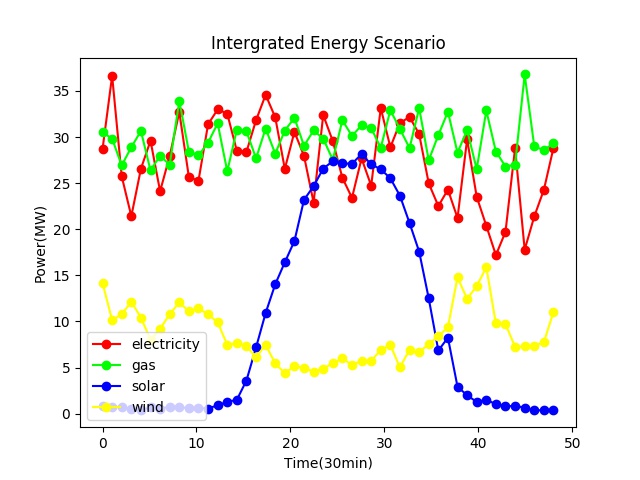 Intergrated Energy Scenario
Power(MW)
35
30
25
20
15
10
5
0
electricity
gas
solar
wind
0 10 20 30 40 50
Time(30min)